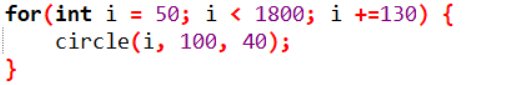 for(int i = 50; i < 1800; i +=130) {
    circle(i, 100, 40);
}